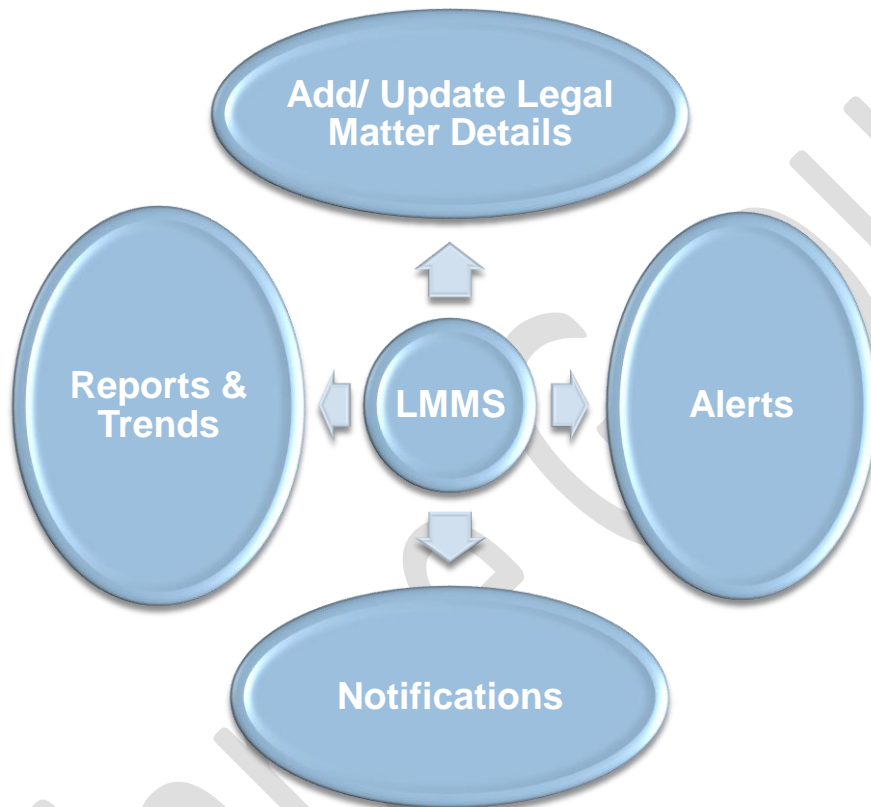 Add/ Update Legal
Matter Details
Reports &
Trends
LMMS
Alerts
Notifications